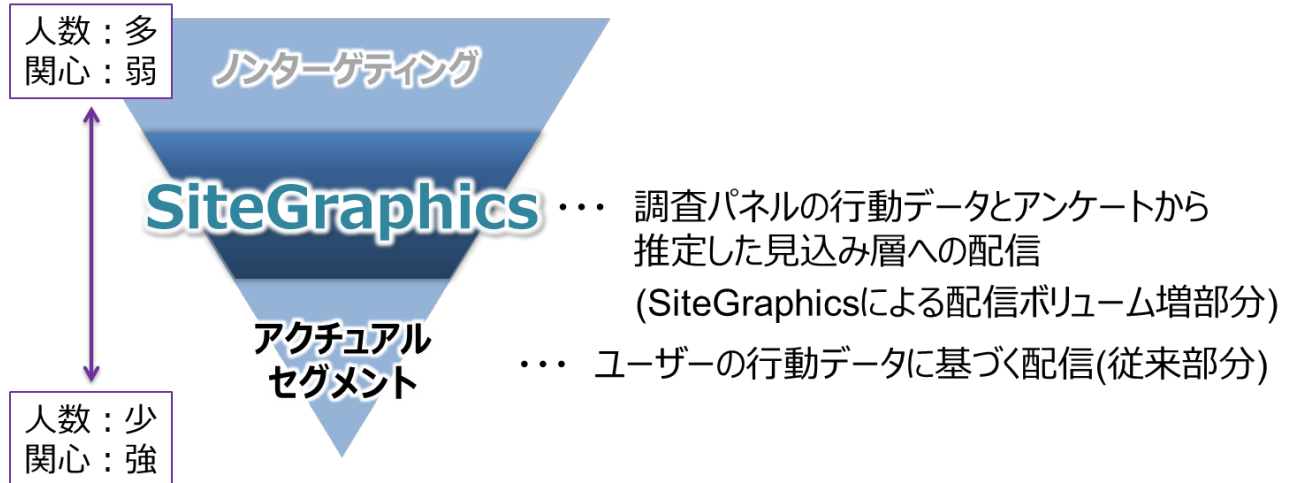 人数：多
関心：弱
ノンターゲティング
SiteGraphics ・・・ 調査パネルの行動データとアンケートから
推定した見込み層への配信
(SiteGraphicsによる配信ボリューム増部分)
アクチュアル
セグメント
・・・ ユーザーの行動データに基づく配信(従来部分)
人数：少
関心：強